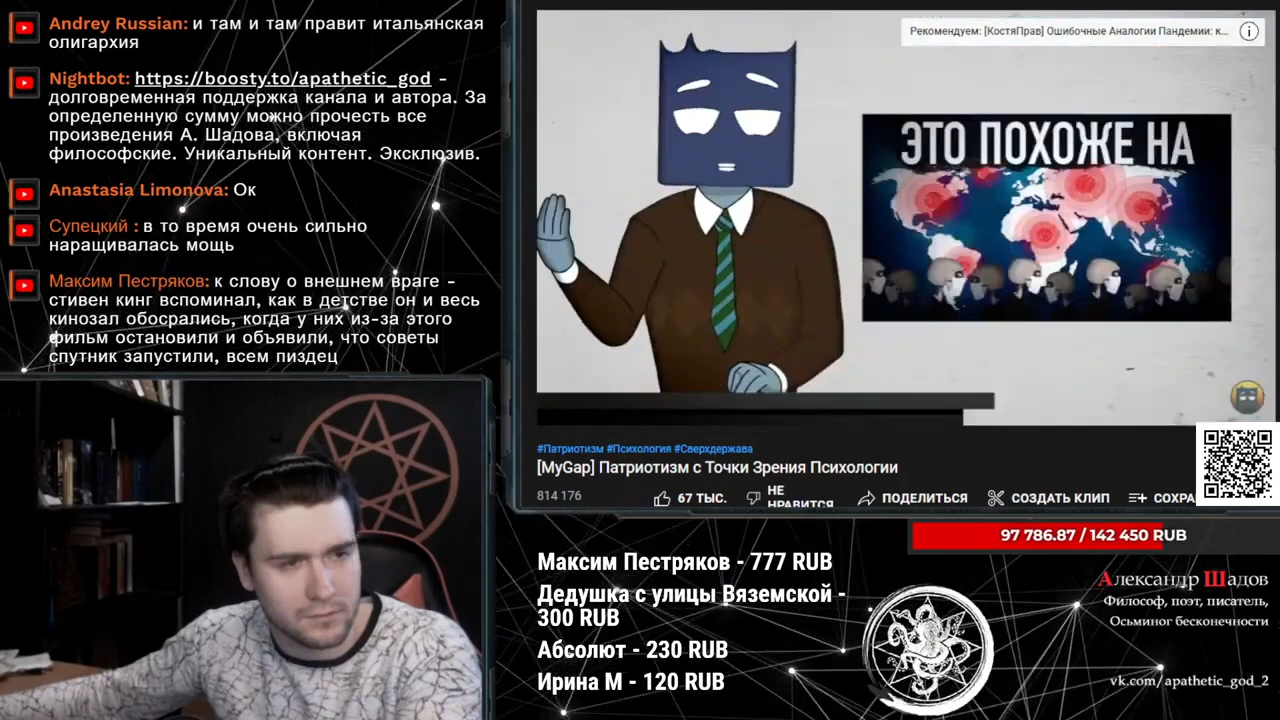 Andrey Russian: и там и там правит итальянская
олигархия
Nightbot: https://boosty.to/apathetic_god -
долговременная поддержка канала и автора. За
определенную сумму можно прочесть все
произведения А. Шадова, включая
философские. Уникальный контент. Эксклюзив.
Anastasia Limonova: Ок
Супецкий : в то время очень сильно
наращивалась мощь
Максим Пестряков: к слову о внешнем враге -
стивен кинг вспоминал, как в детстве он и весь
кинозал обосрались, когда у них из-за этого
фильм остановили и объявили, что советы
спутник запустили, всем пиздец
Рекомендуем: [КостяПрав] Ошибочные Аналогии Пандемии: к...
ЭТО ПОХОЖЕ НА
#Патриотизм #Психология #Сверхдержава
[MyGap] Патриотизм с Точки Зрения Психологии
814 176
67 ТЫС.
НЕ
НРАВИТСЯ
ПОДЕЛИТЬСЯ
СОЗДАТЬ КЛИП
СОХРА
97 786.87 / 142 450 RUB
Максим Пестряков - 777 RUB
Дедушка с улицы Вяземской -
300 RUB
Абсолют - 230 RUB
Ирина М - 120 RUB
Александр Шадов
Философ, поэт, писатель,
Осьминог бесконечности
vk.com/apathetic_god_2